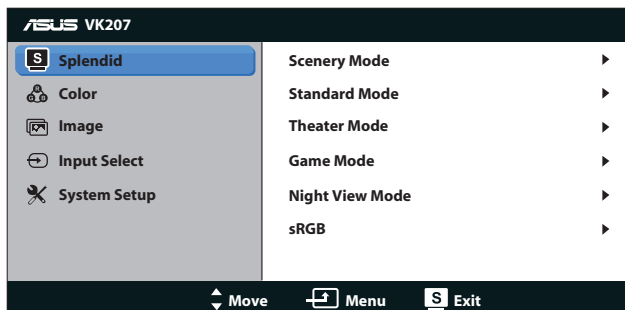 ASUS VK207
S Splendid
Color
Image
Input Select
System Setup
Scenery Mode
Standard Mode
Theater Mode
Game Mode
Night View Mode
sRGB
Move Menu S Exit